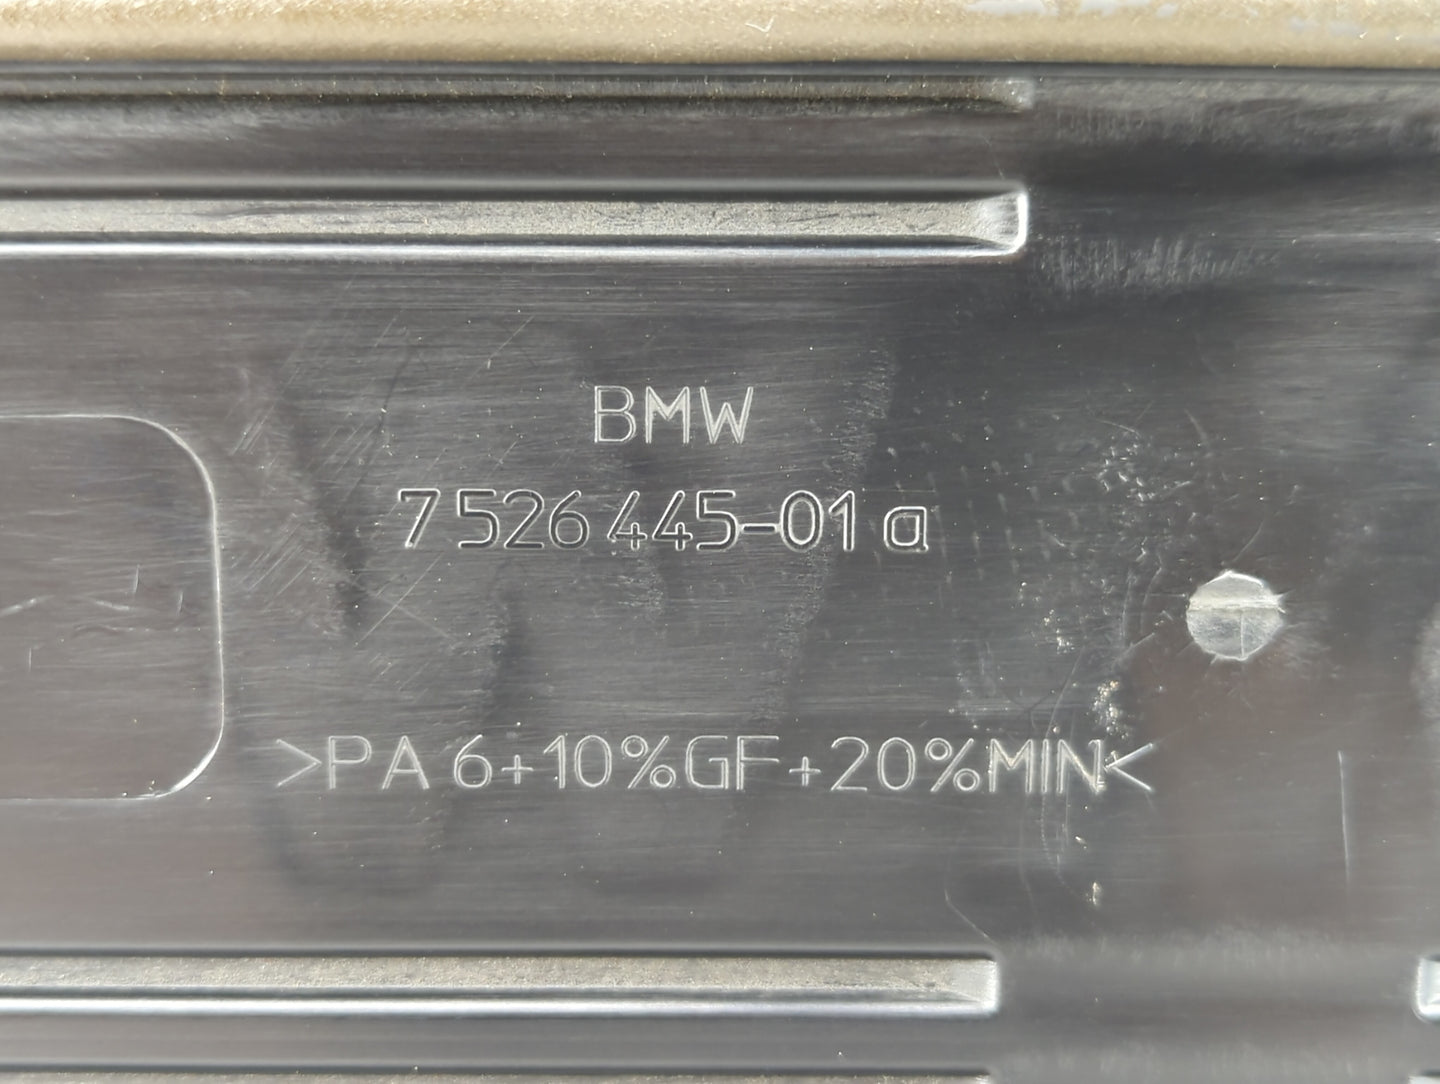 BMW
7 526 445-01 a
>PA 6+10%GF+20%MIN<